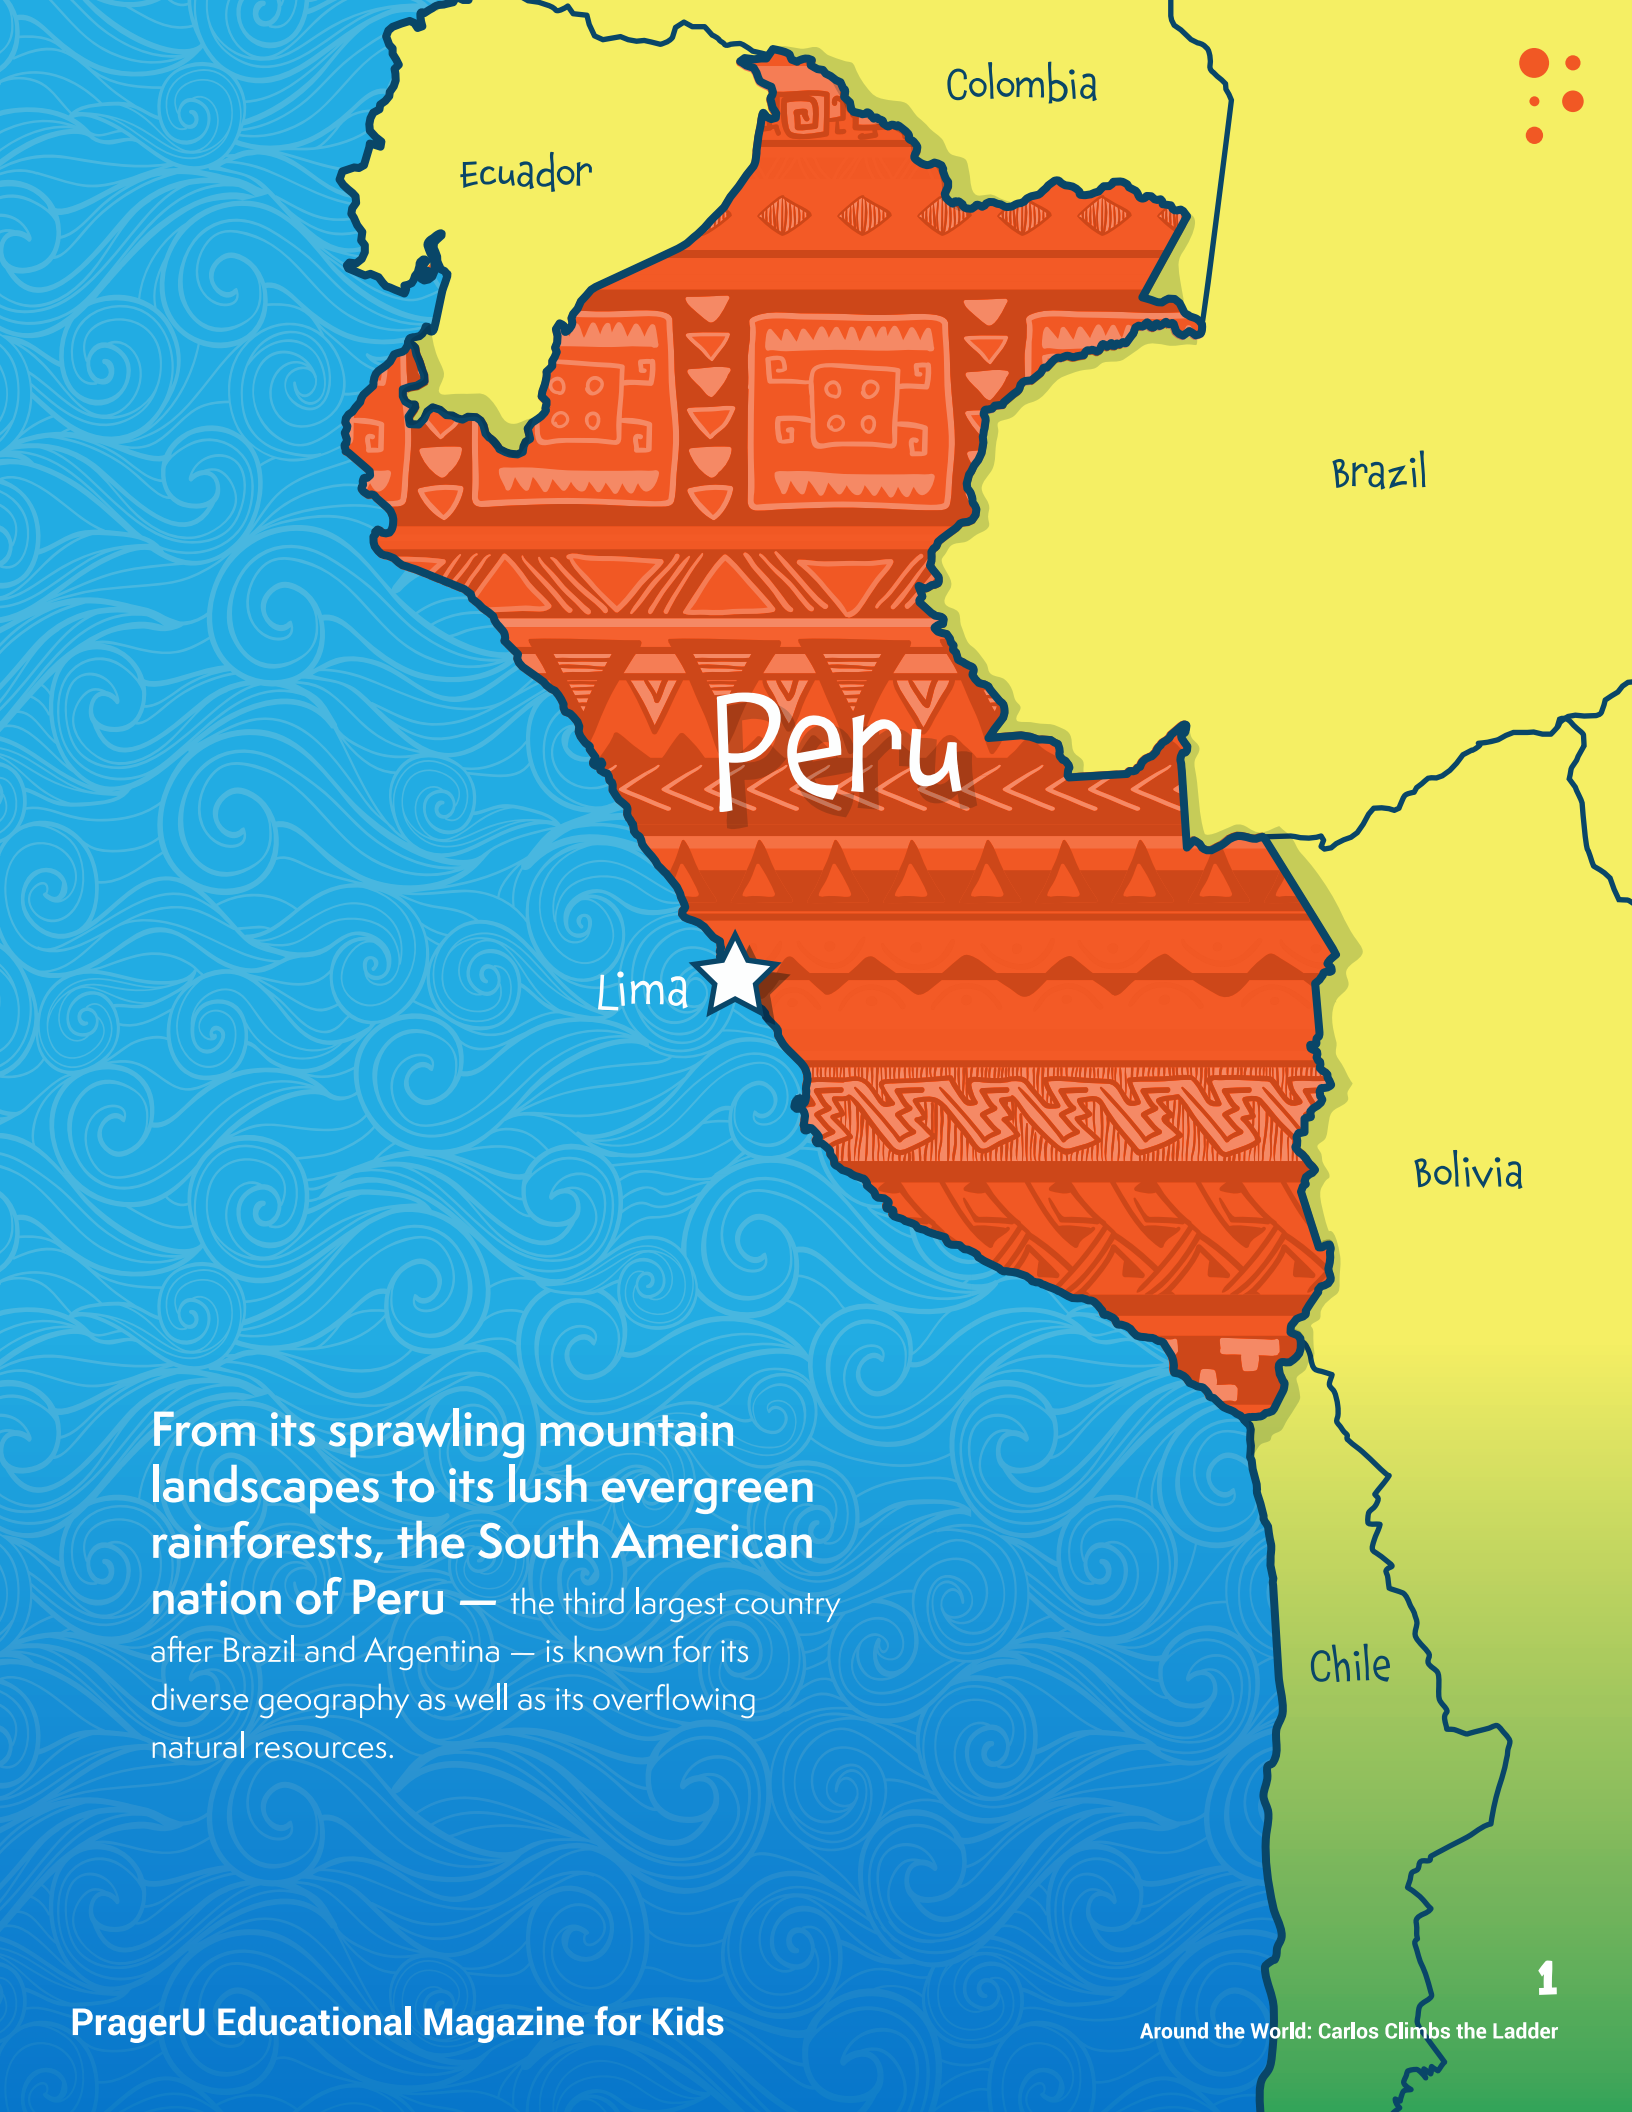 Colombia
Ecuador
Brazil
Peru
Lima
Bolivia
From its sprawling mountain
landscapes to its lush evergreen
rainforests, the South American
nation of Peru — the third largest country
after Brazil and Argentina — is known for its
diverse geography as well as its overflowing
natural resources.
Chile
1
PragerU Educational Magazine for Kids
Around the World: Carlos Climbs the Ladder